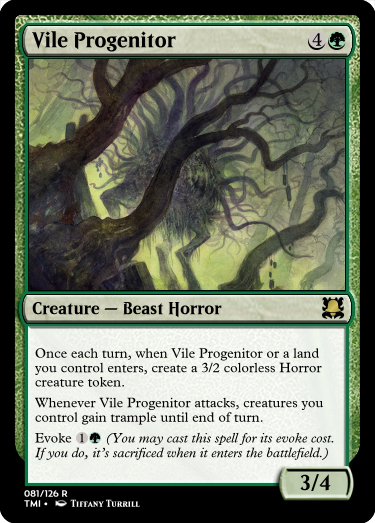 Vile Progenitor 4
Creature — Beast Horror
Once each turn, when Vile Progenitor or a land
you control enters, create a 3/2 colorless Horror
creature token.
Whenever Vile Progenitor attacks, creatures you
control gain trample until end of turn.
Evoke 1 (You may cast this spell for its evoke cost.
If you do, it's sacrificed when it enters the battlefield.)
3/4
081/126 R
TMI • Tiffany Turrill